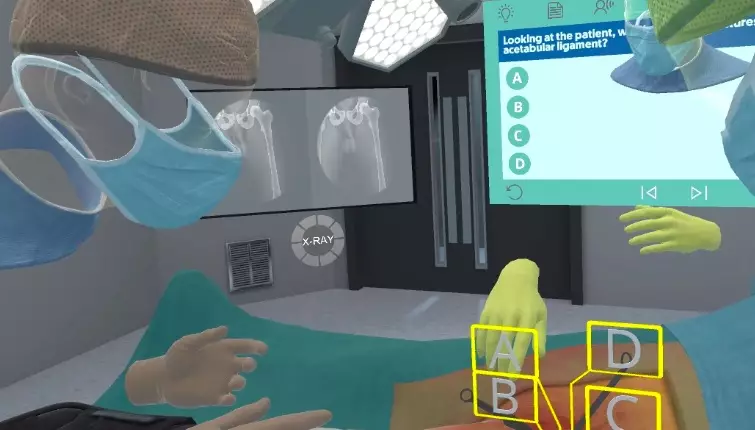 Looking at the patient, 
acetabular ligament?
A
B
C
D
X-RAY
A
D
B
C